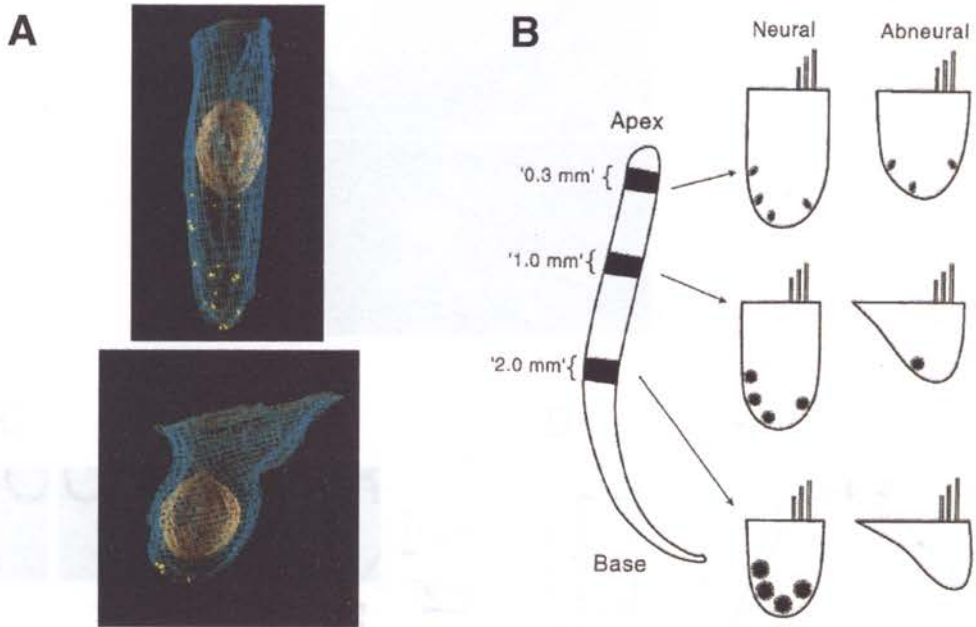 A
B
Neural
Abneural
Apex
'0.3 mm'
'1.0 mm'
'2.0 mm'
Base